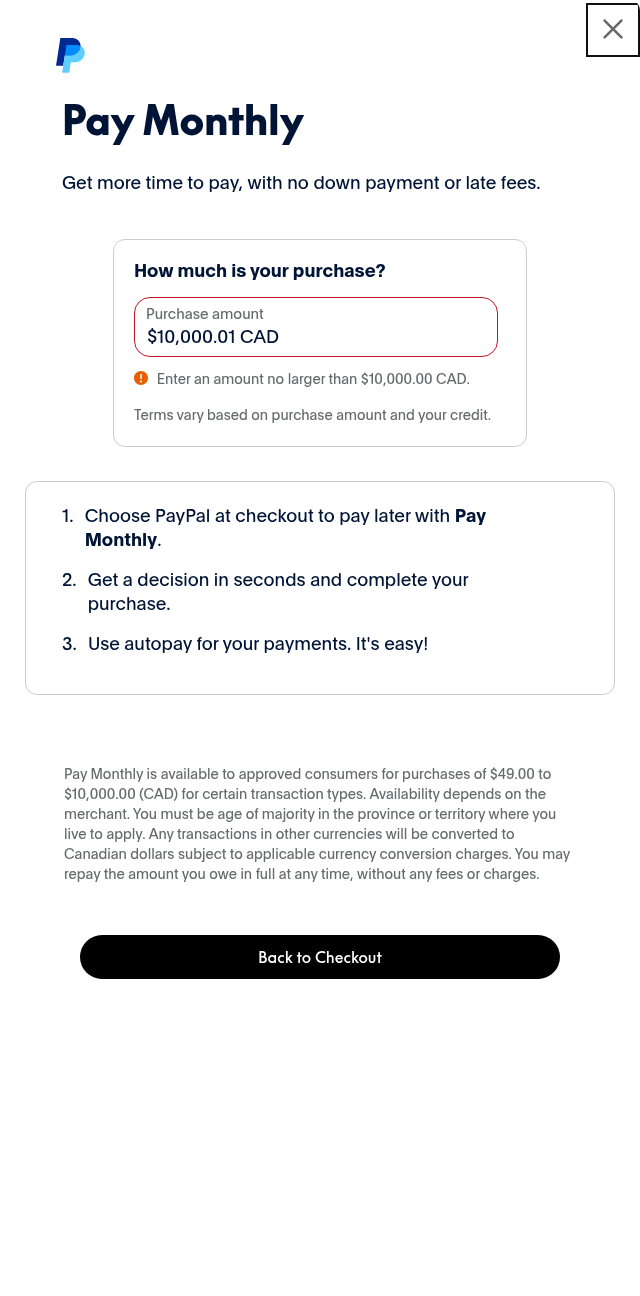 Pay Monthly
Get more time to pay, with no down payment or late fees.
How much is your purchase?
Purchase amount
$10,000.01 CAD
Enter an amount no larger than $10,000.00 CAD.
Terms vary based on purchase amount and your credit.
1. Choose PayPal at checkout to pay later with Pay
Monthly.
2. Get a decision in seconds and complete your
purchase.
3. Use autopay for your payments. It's easy!
Pay Monthly is available to approved consumers for purchases of $49.00 to
$10,000.00 (CAD) for certain transaction types. Availability depends on the
merchant. You must be age of majority in the province or territory where you
live to apply. Any transactions in other currencies will be converted to
Canadian dollars subject to applicable currency conversion charges. You may
repay the amount you owe in full at any time, without any fees or charges.
Back to Checkout